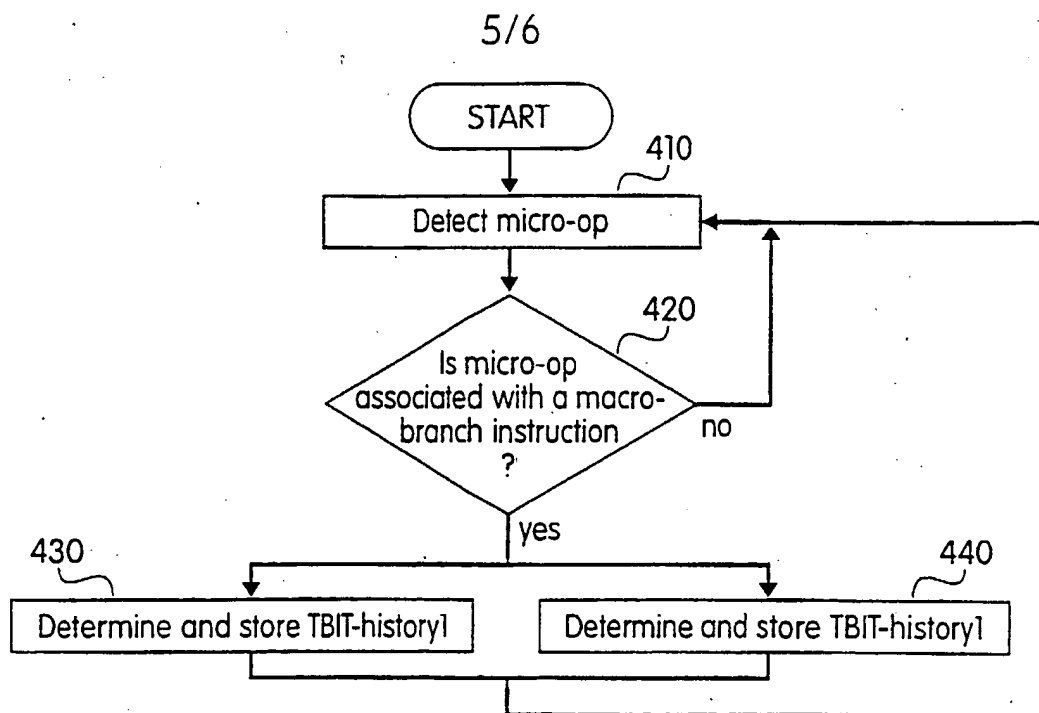 5/6
START
410
Detect micro-op
420
Is micro-op
associated with a macro-
branch instruction
?
no
yes
430
440
Determine and store TBIT-history1
Determine and store TBIT-history1